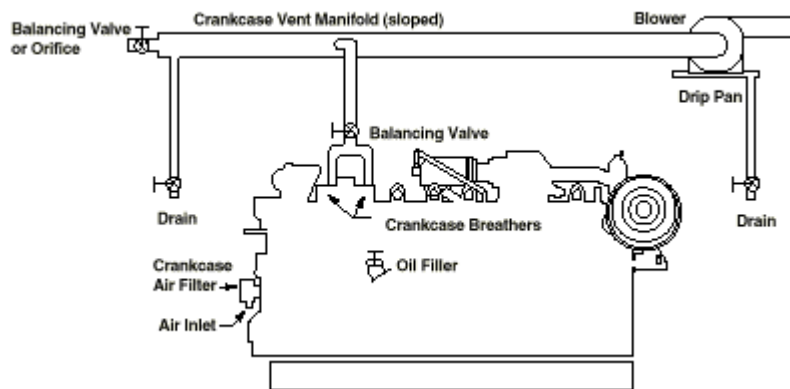 Crankcase Vent Manifold (sloped)
Blower
Balancing Valve
or Orifice
Drip Pan
Balancing Valve
Drain
Crankcase Breathers
Drain
Crankcase
Air Filter
Oil Filler
Air Inlet